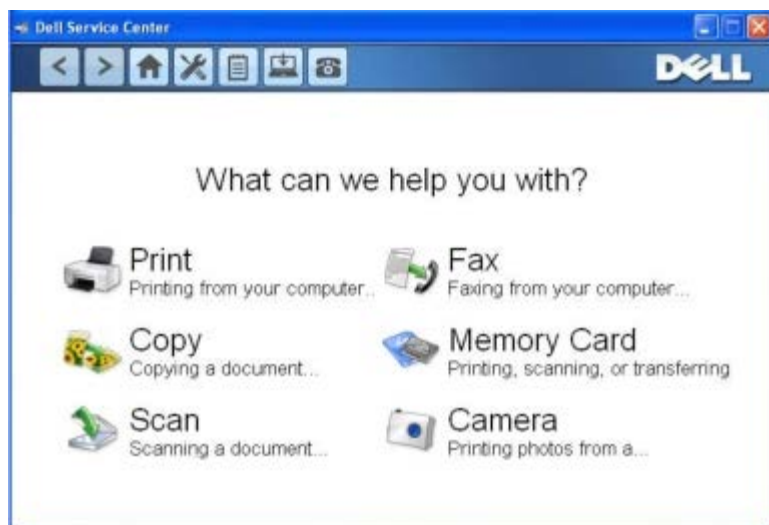 Dell Service Center
DELL
What can we help you with?
Print
Printing from your computer..
Fax
Faxing from your computer...
Copy
Copying a document...
Memory Card
Printing, scanning, or transferring
Scan
Scanning a document...
Camera
Printing photos from a...